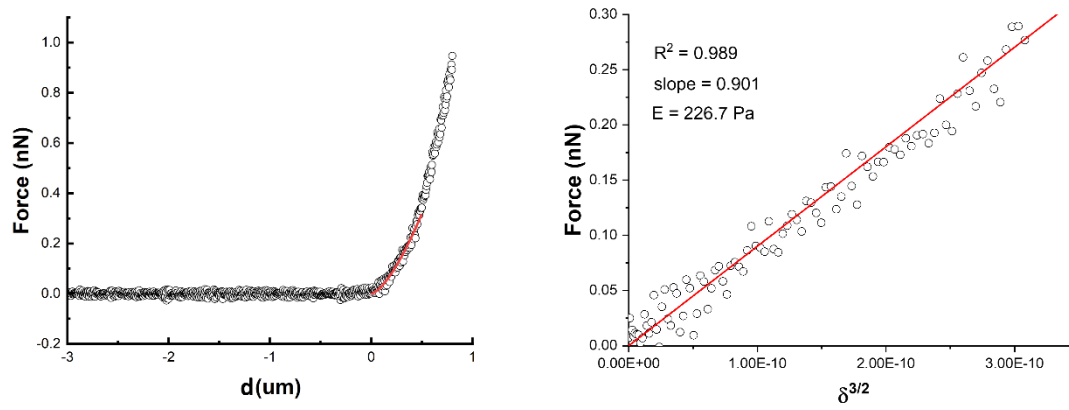 1.0
0.8
0.6
0.4
0.2
0.0
-0.2
Force (nN)
-3
-2
-1
0
1
d(um)
0.30
0.25
0.20
0.15
0.10
0.05
0.00
Force (nN)
R² = 0.989
slope = 0.901
E = 226.7 Pa
0.00E+00
1.00E-10
2.00E-10
3.00E-10
δ³/²